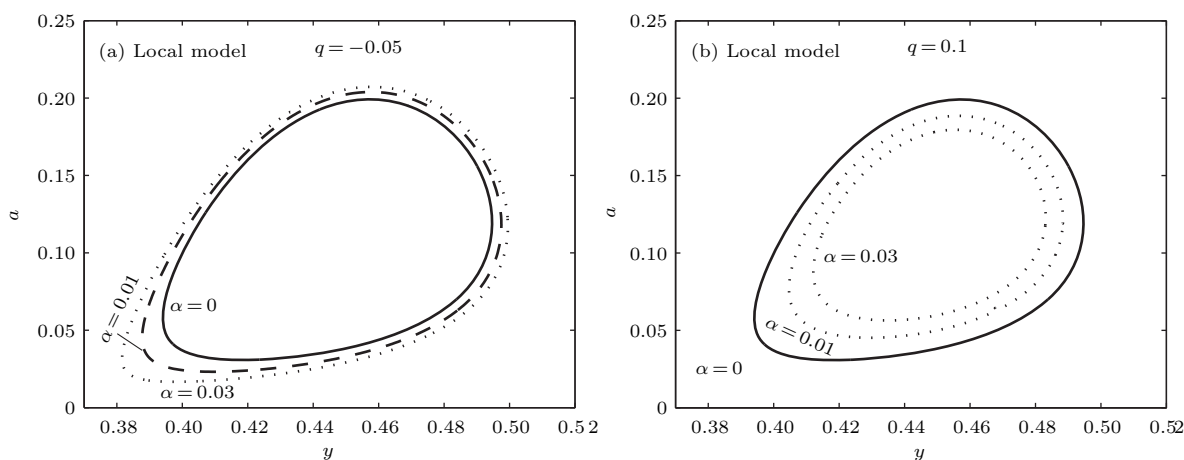 (a) Local model
q = −0.05
a
0.25
0.20
0.15
0.10
0.05
0
α = 0
α = 0.01
α = 0.03
0.38 0.40 0.42 0.44 0.46 0.48 0.50 0.52
y
(b) Local model
q = 0.1
a
0.25
0.20
0.15
0.10
0.05
0
α = 0.03
α = 0.01
α = 0
0.38 0.40 0.42 0.44 0.46 0.48 0.50 0.52
y